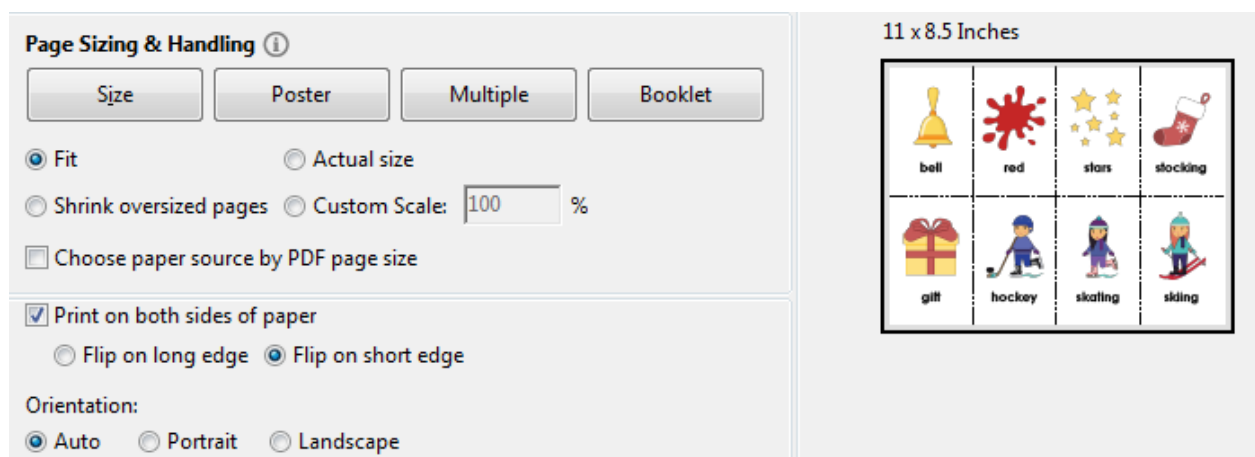 Page Sizing & Handling
Size Poster Multiple Booklet
Fit Actual size
Shrink oversized pages Custom Scale: 100 %
Choose paper source by PDF page size
Print on both sides of paper
Flip on long edge Flip on short edge
Orientation:
Auto Portrait Landscape
11 x 8.5 Inches
bell red stars stocking
gift hockey skating skiing